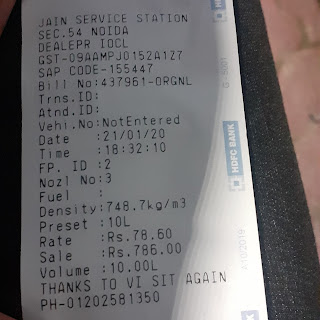 JAIN SERVICE STATION
SEC.54 NOIDA
DEALEPR IOCL
GST-09AAMPJ0152A1Z7
SAP CODE-155447
Bill No:437961-ORGNL
Trns.ID:
Atnd.ID:
Vehi.No:NotEntered
Date :21/01/20
Time :18:32:10
FP. ID :2
Nozl No:3
Fuel :
Density:748.7kg/m3
Preset :10L
Rate :Rs.78.60
Sale :Rs.786.00
Volume :10.00L
THANKS TO VI SIT AGAIN
PH-01202581350
HDFC BANK
A10/2019